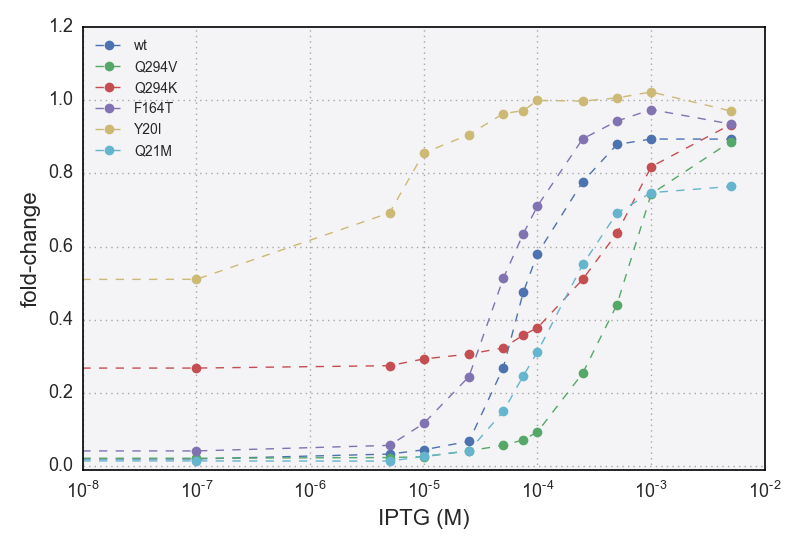 1.2
1.0
0.8
0.6
0.4
0.2
0.0
fold-change
wt
Q294V
Q294K
F164T
Y20I
Q21M
10⁻⁸ 10⁻⁷ 10⁻⁶ 10⁻⁵ 10⁻⁴ 10⁻³ 10⁻²
IPTG (M)